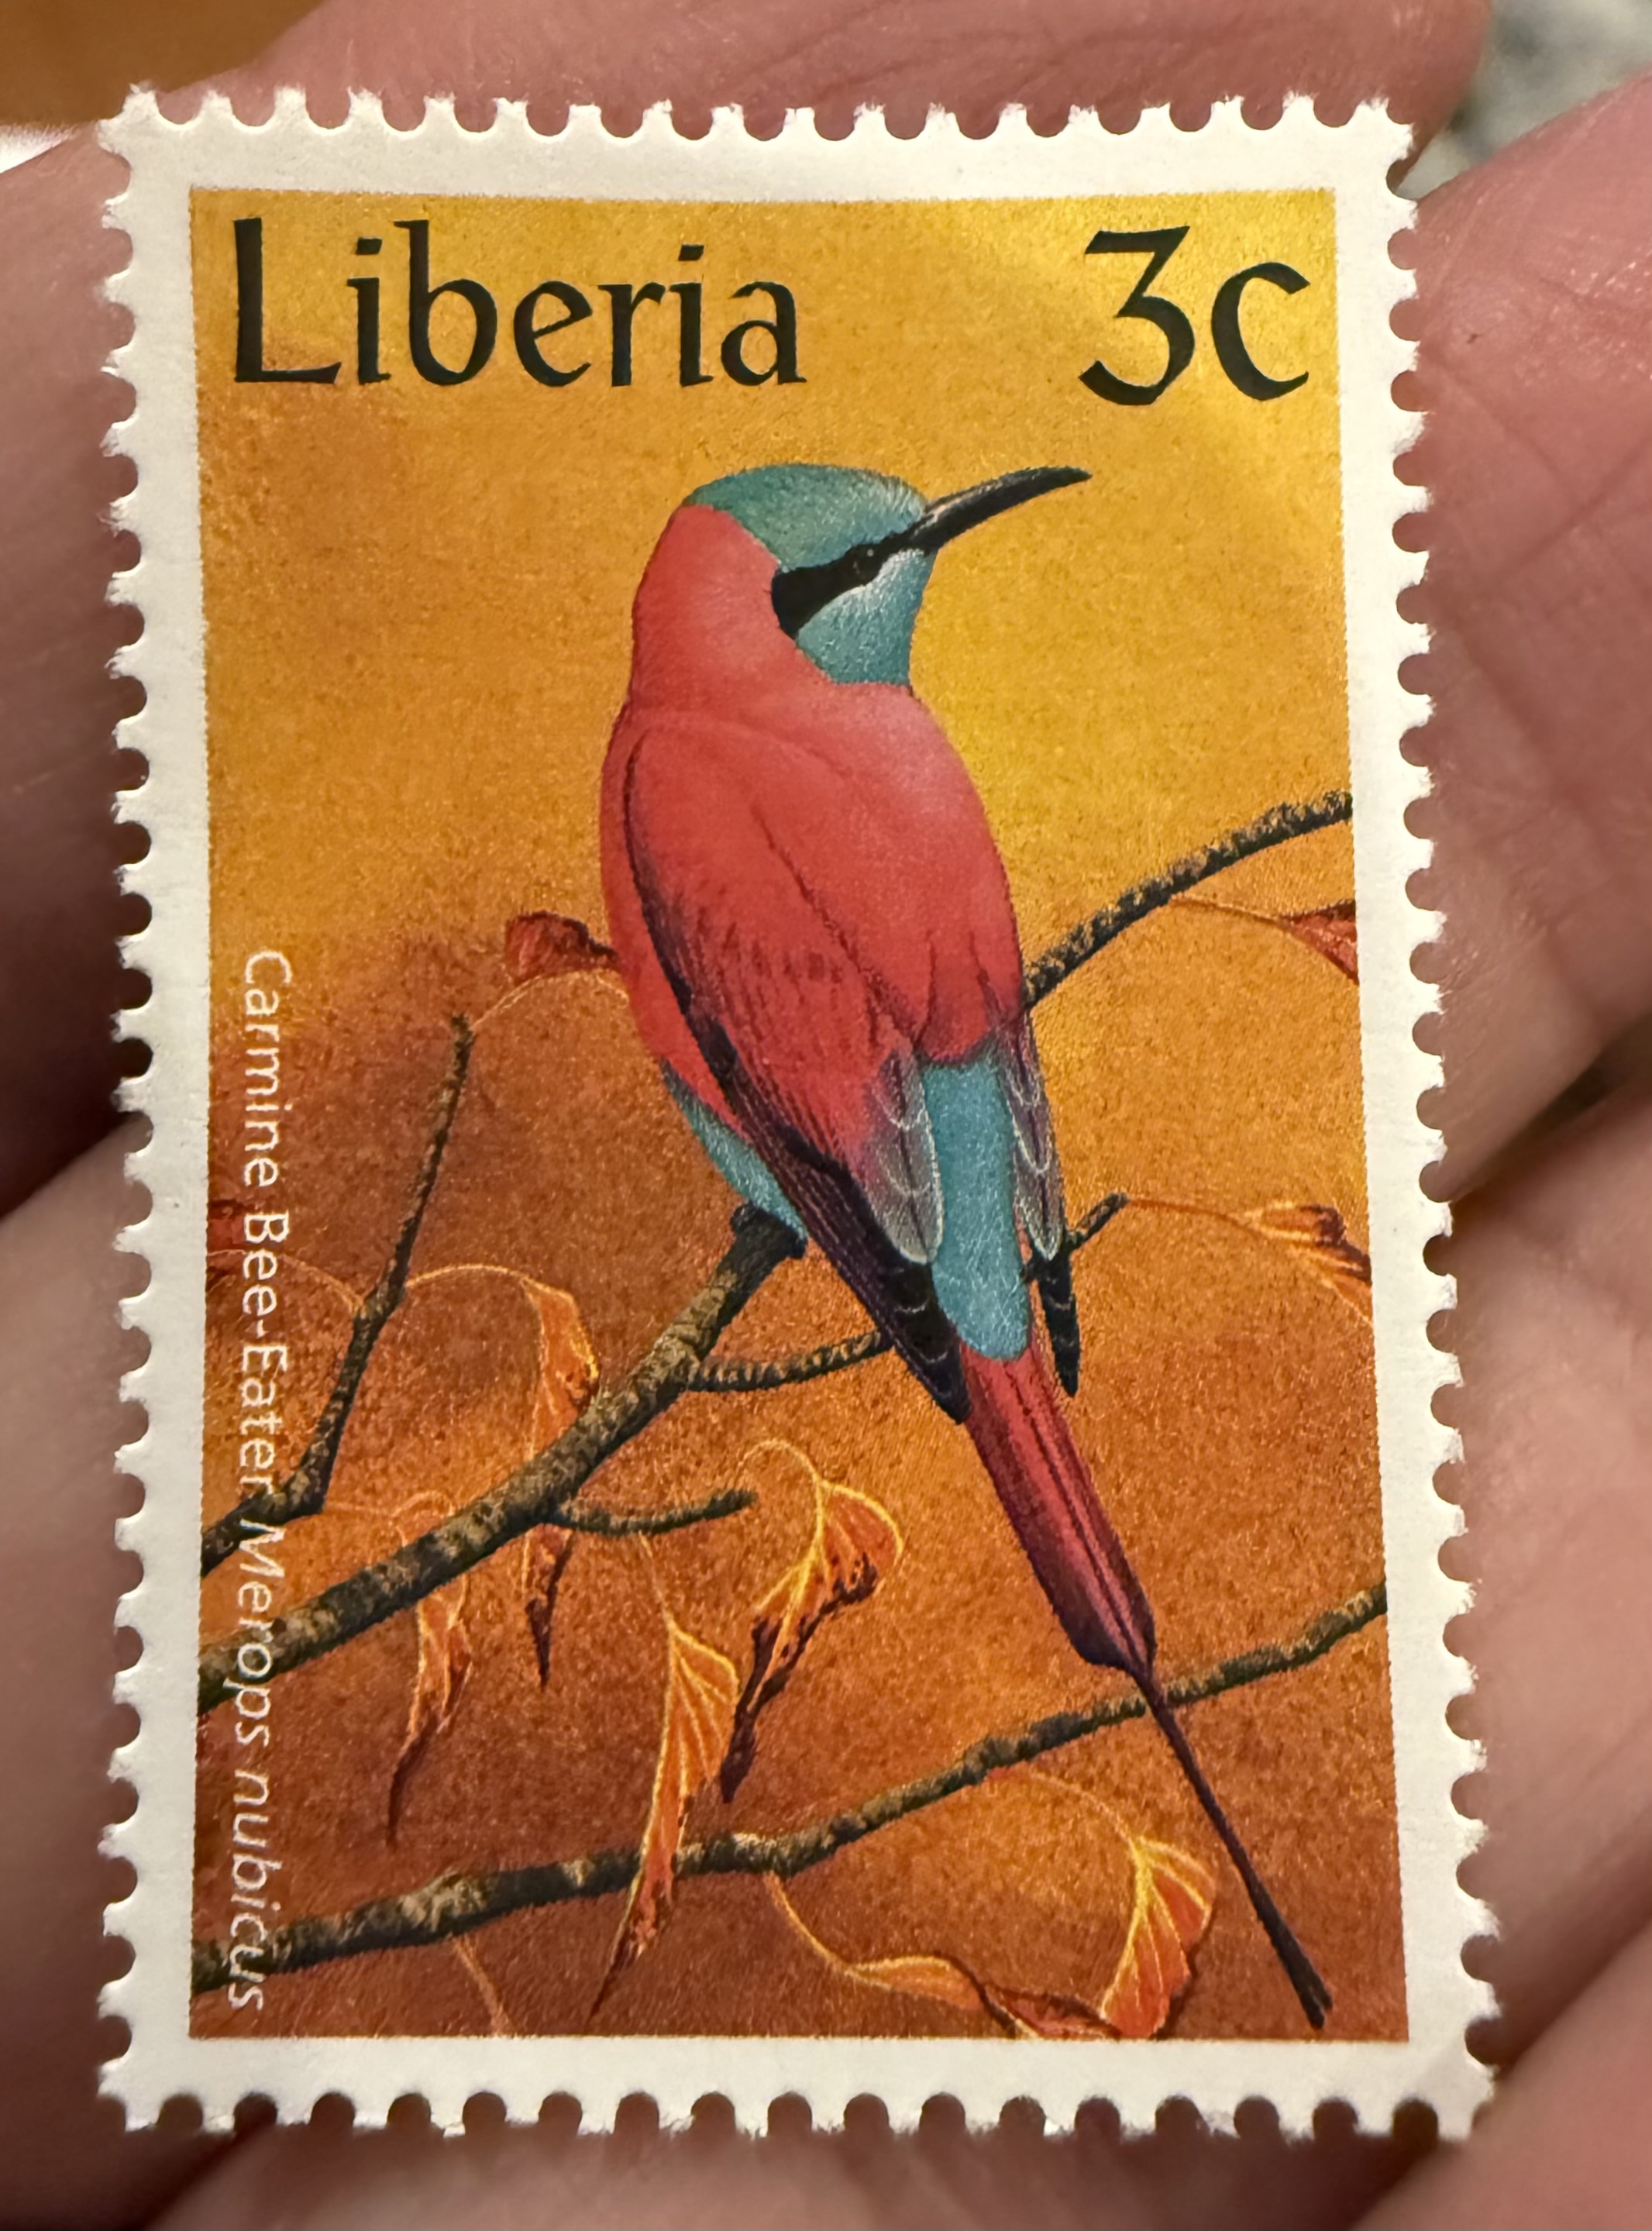 Liberia 3c
Carmine Bee-Eater Merops nubicus